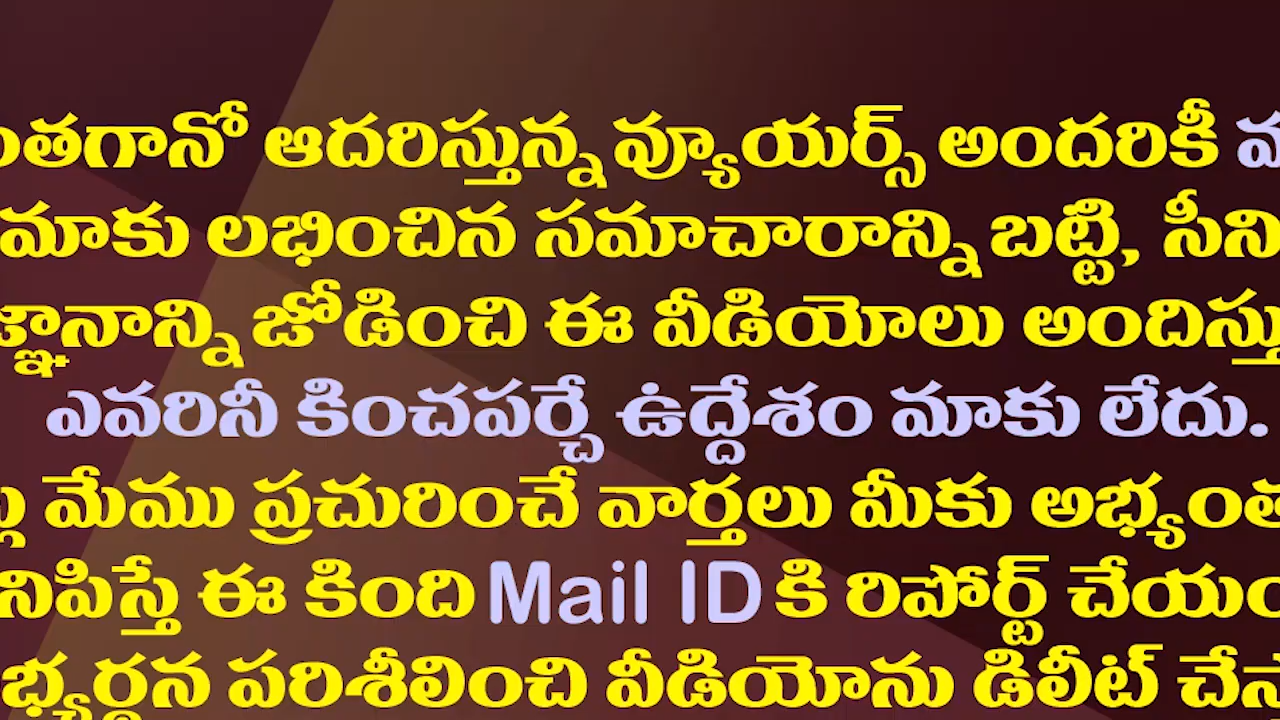 ంతగానో ఆదరిస్తున్న వ్యూయర్స్ అందరికీ
మాకు లభించిన సమాచారాన్ని బట్టి, సీని
జ్ఞానాన్ని జోడించి ఈ వీడియోలు అందిస్తు
ఎవరినీ కించపర్చే ఉద్దేశం మాకు లేదు.
మేము ప్రచురించే వార్తలు మీకు అభ్యంత
నిపిస్తే ఈ కింది Mail ID కి రిపోర్ట్ చేయం
భ్యర్థన పరిశీలించి వీడియోను డిలీట్ చేస